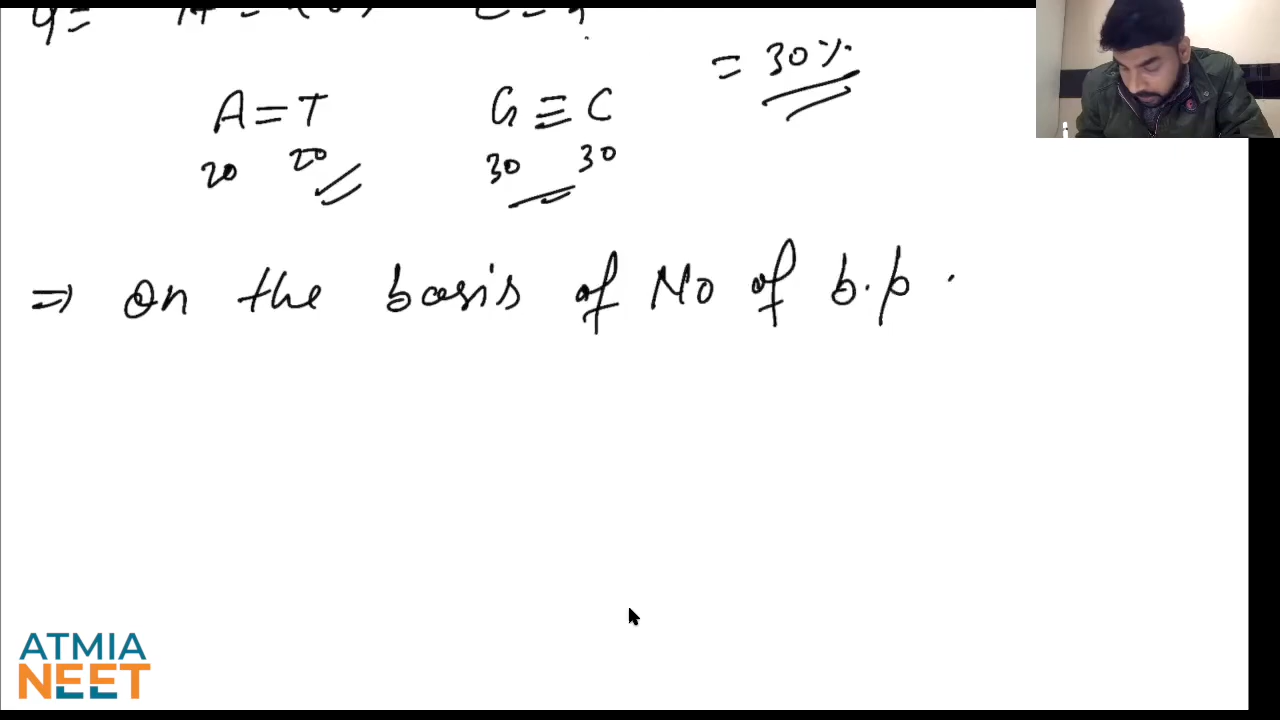 = 30%
A = T G ≡ C
20 20 30 30
⇒ On the basis of No of b.p.
ATMIA
NEET